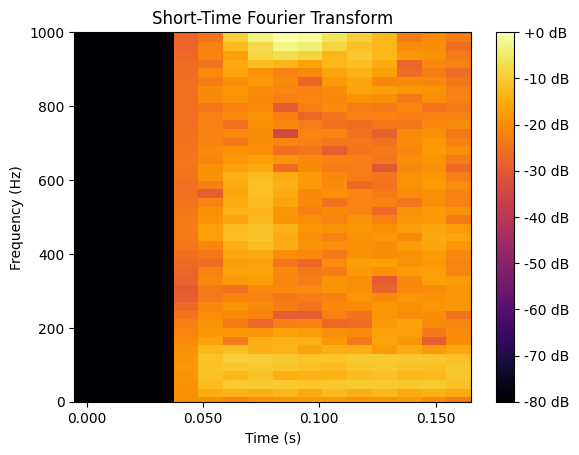 Short-Time Fourier Transform
1000
800
600
400
200
0
Frequency (Hz)
0.000
0.050
0.100
0.150
Time (s)
+0 dB
-10 dB
-20 dB
-30 dB
-40 dB
-50 dB
-60 dB
-70 dB
-80 dB